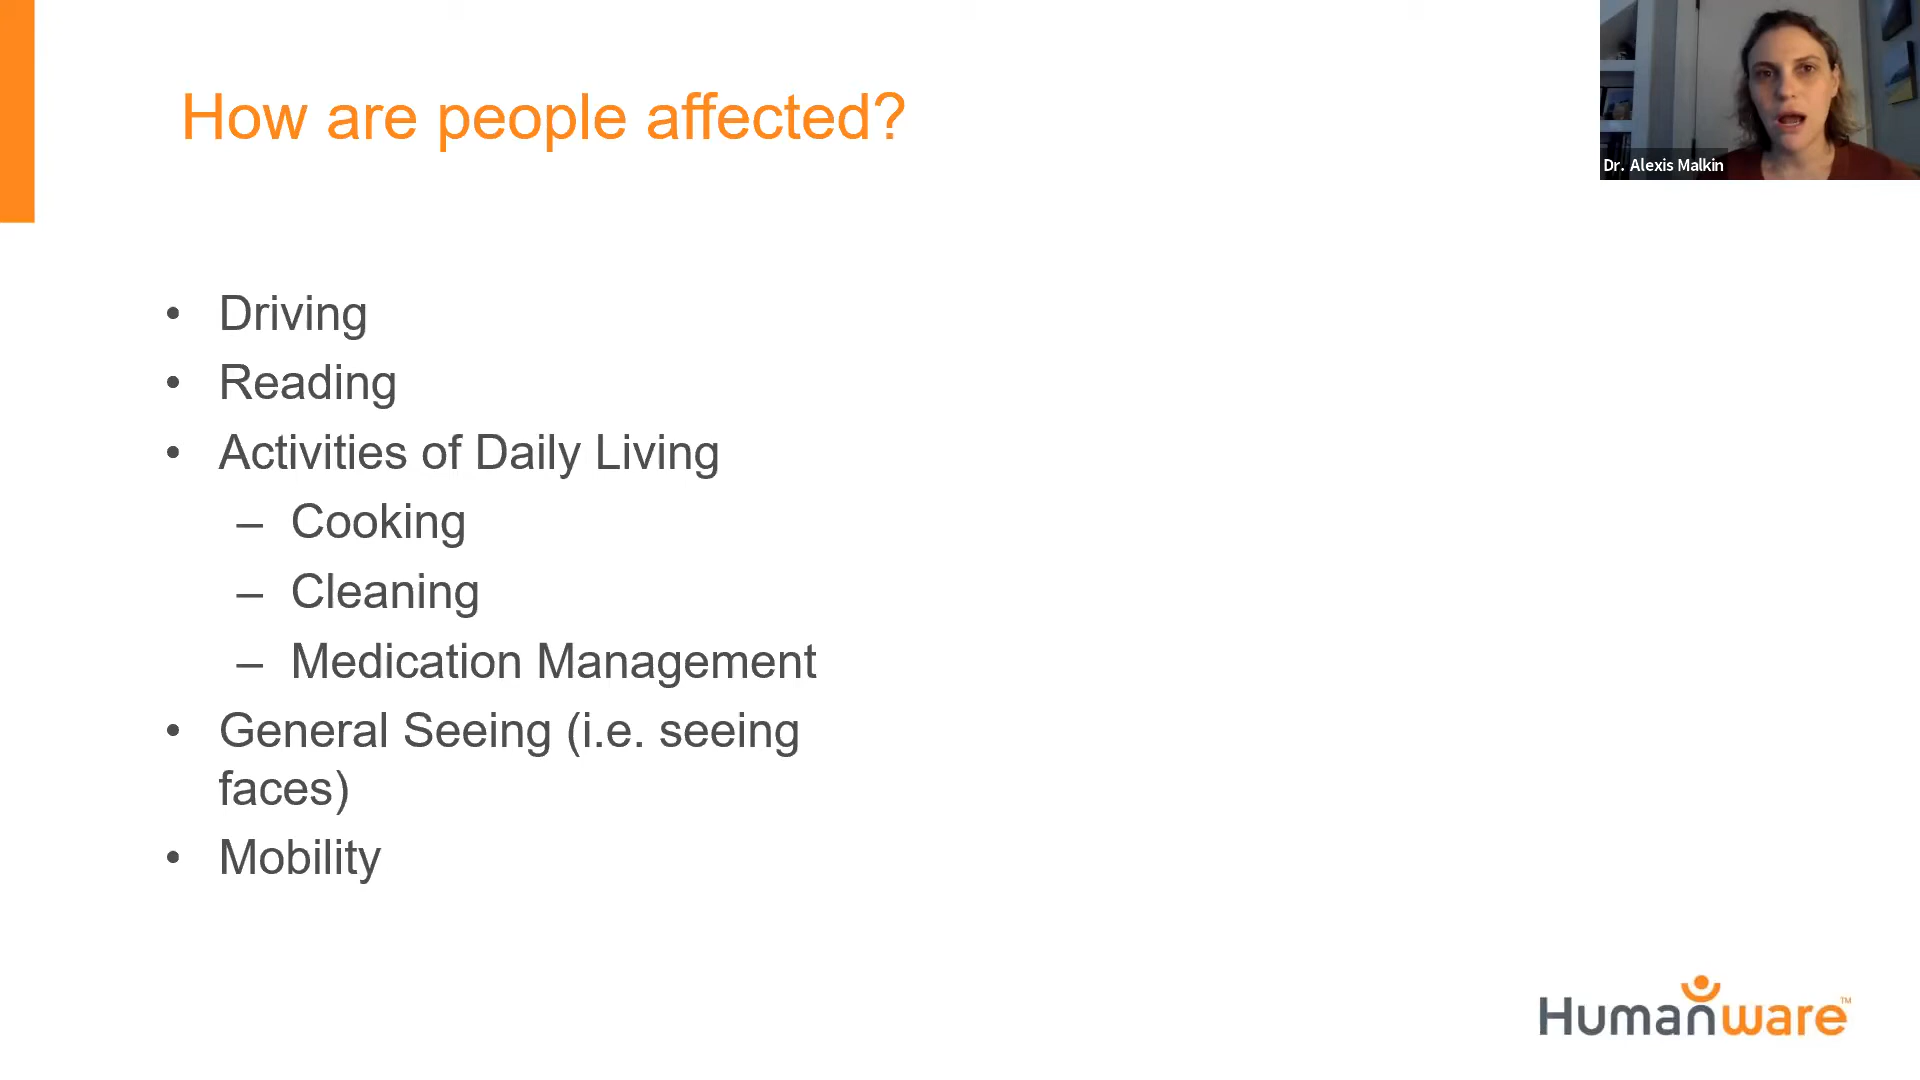 How are people affected?
Dr. Alexis Malkin
• Driving
• Reading
• Activities of Daily Living
– Cooking
– Cleaning
– Medication Management
• General Seeing (i.e. seeing
faces)
• Mobility
Humanware™